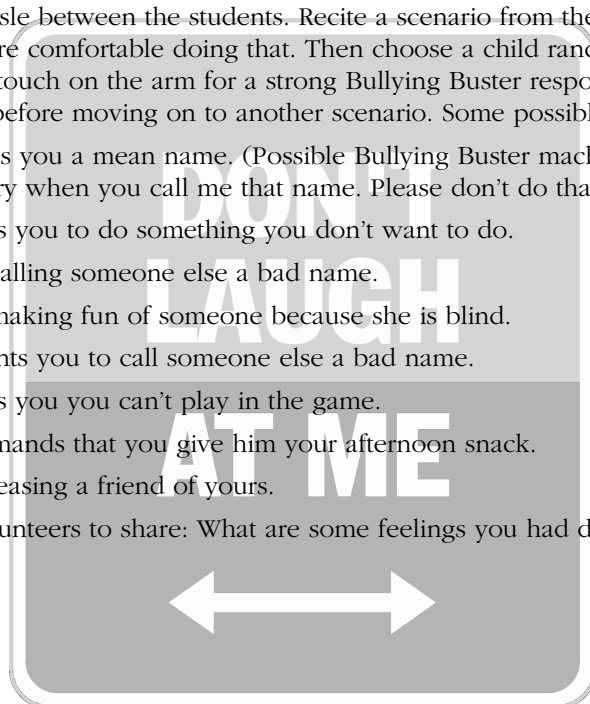 sle between the students. Recite a scenario from the
re comfortable doing that. Then choose a child rand
touch on the arm for a strong Bullying Buster respo
before moving on to another scenario. Some possibl
s you a mean name. (Possible Bullying Buster mach
ry when you call me that name. Please don’t do tha
DON'T
s you to do something you don’t want to do.
alling someone else a bad name.
LAUGH
making fun of someone because she is blind.
nts you to call someone else a bad name.
s you you can’t play in the game.
mands that you give him your afternoon snack.
AT ME
easing a friend of yours.
unteers to share: What are some feelings you had d